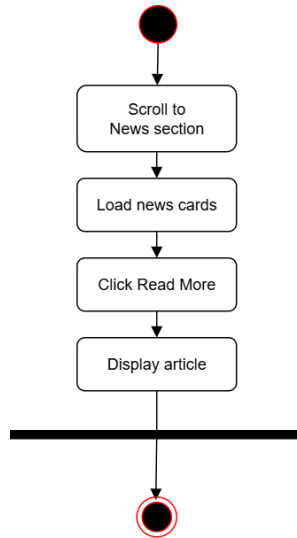 Scroll to
News section
Load news cards
Click Read More
Display article